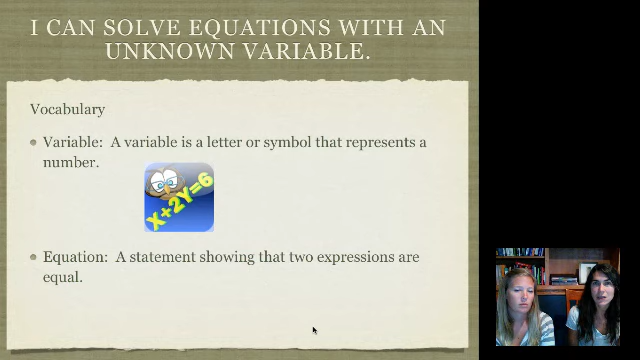 I CAN SOLVE EQUATIONS WITH AN
UNKNOWN VARIABLE.
Vocabulary
Variable: A variable is a letter or symbol that represents a
number.
X+2Y=6
Equation: A statement showing that two expressions are
equal.